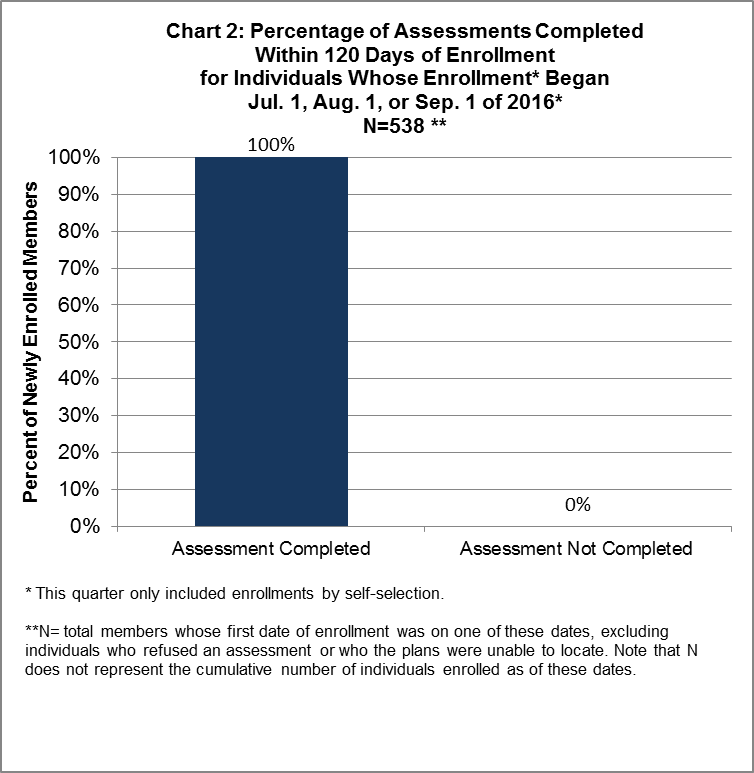 Chart 2: Percentage of Assessments Completed
Within 120 Days of Enrollment
for Individuals Whose Enrollment* Began
Jul. 1, Aug. 1, or Sep. 1 of 2016*
N=538 **
100%
Percent of Newly Enrolled Members
100%
90%
80%
70%
60%
50%
40%
30%
20%
10%
0%
0%
Assessment Completed
Assessment Not Completed
* This quarter only included enrollments by self-selection.
**N= total members whose first date of enrollment was on one of these dates, excluding
individuals who refused an assessment or who the plans were unable to locate. Note that N
does not represent the cumulative number of individuals enrolled as of these dates.